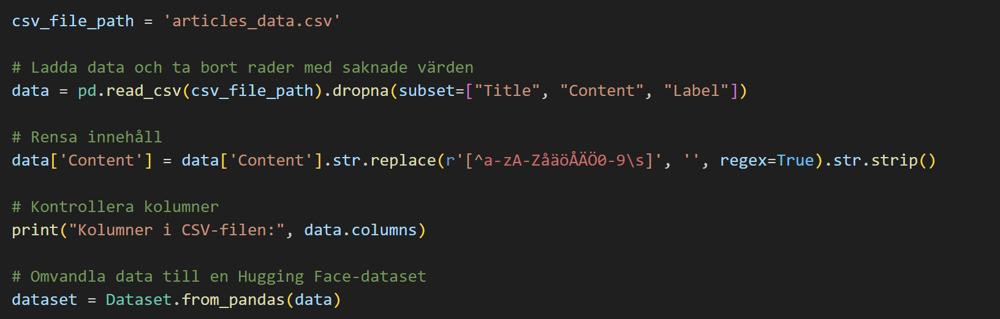 csv_file_path = 'articles_data.csv'
# Ladda data och ta bort rader med saknade värden
data = pd.read_csv(csv_file_path).dropna(subset=["Title", "Content", "Label"])
# Rensa innehåll
data['Content'] = data['Content'].str.replace(r'[^a-zA-ZåäöÅÄÖ0-9\s]', '', regex=True).str.strip()
# Kontrollera kolumner
print("Kolumner i CSV-filen:", data.columns)
# Omvandla data till en Hugging Face-dataset
dataset = Dataset.from_pandas(data)